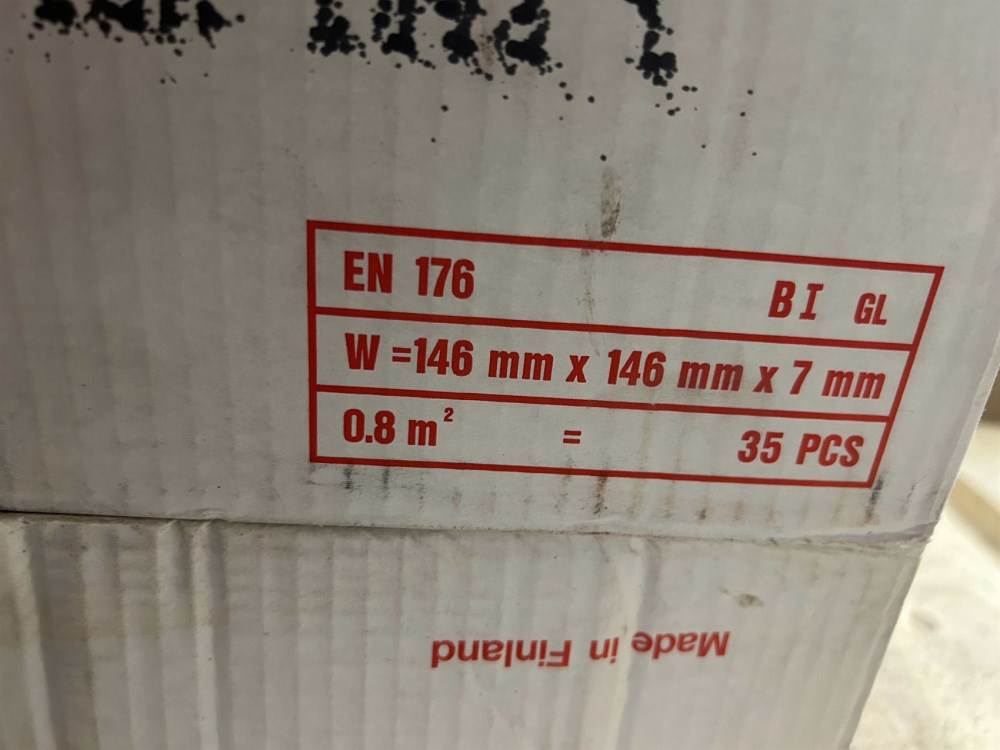 EN 176 BI GL
W =146 mm x 146 mm x 7 mm
0.8 m² = 35 PCS
Made in Finland